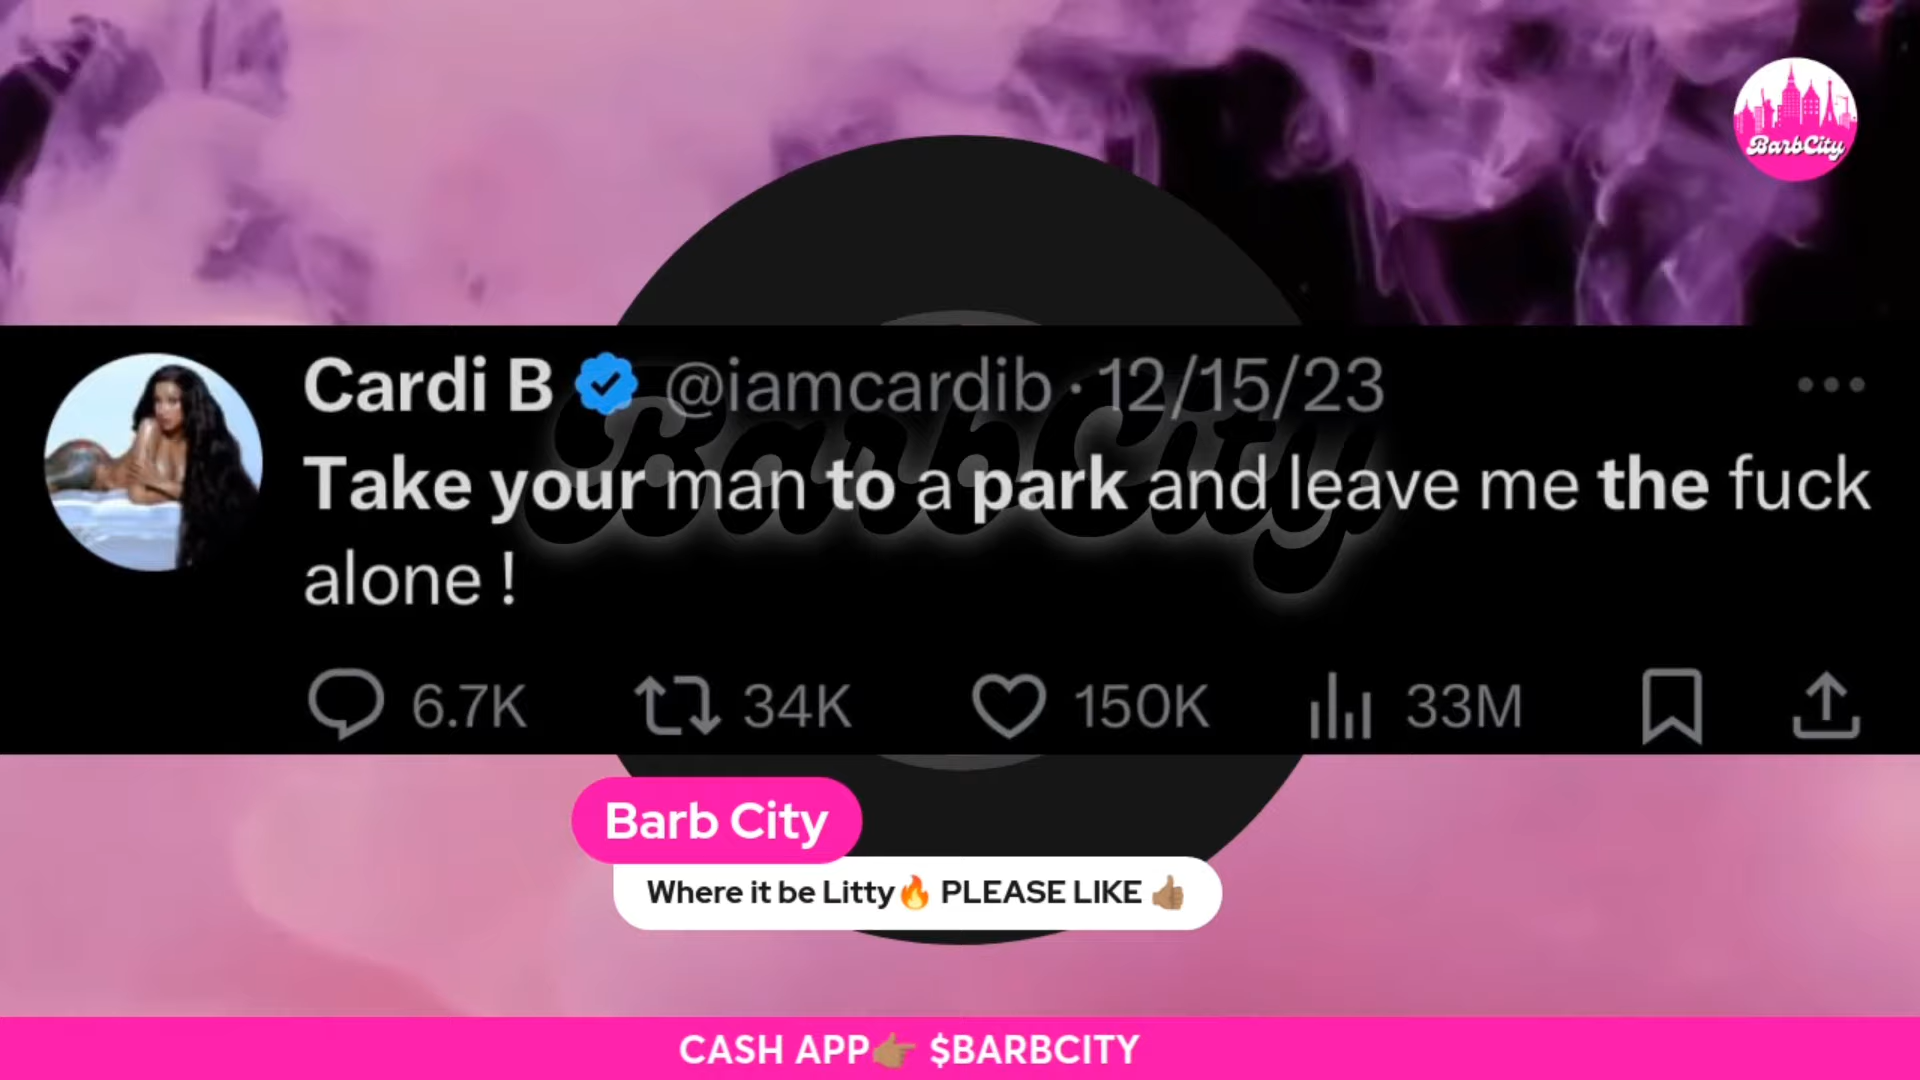 BarbCity
Cardi B @iamcardib · 12/15/23
Take your man to a park and leave me the fuck
alone !
BarbCity
6.7K 34K 150K 33M
Barb City
Where it be Litty🔥 PLEASE LIKE 👍🏽
CASH APP👉🏽 $BARBCITY